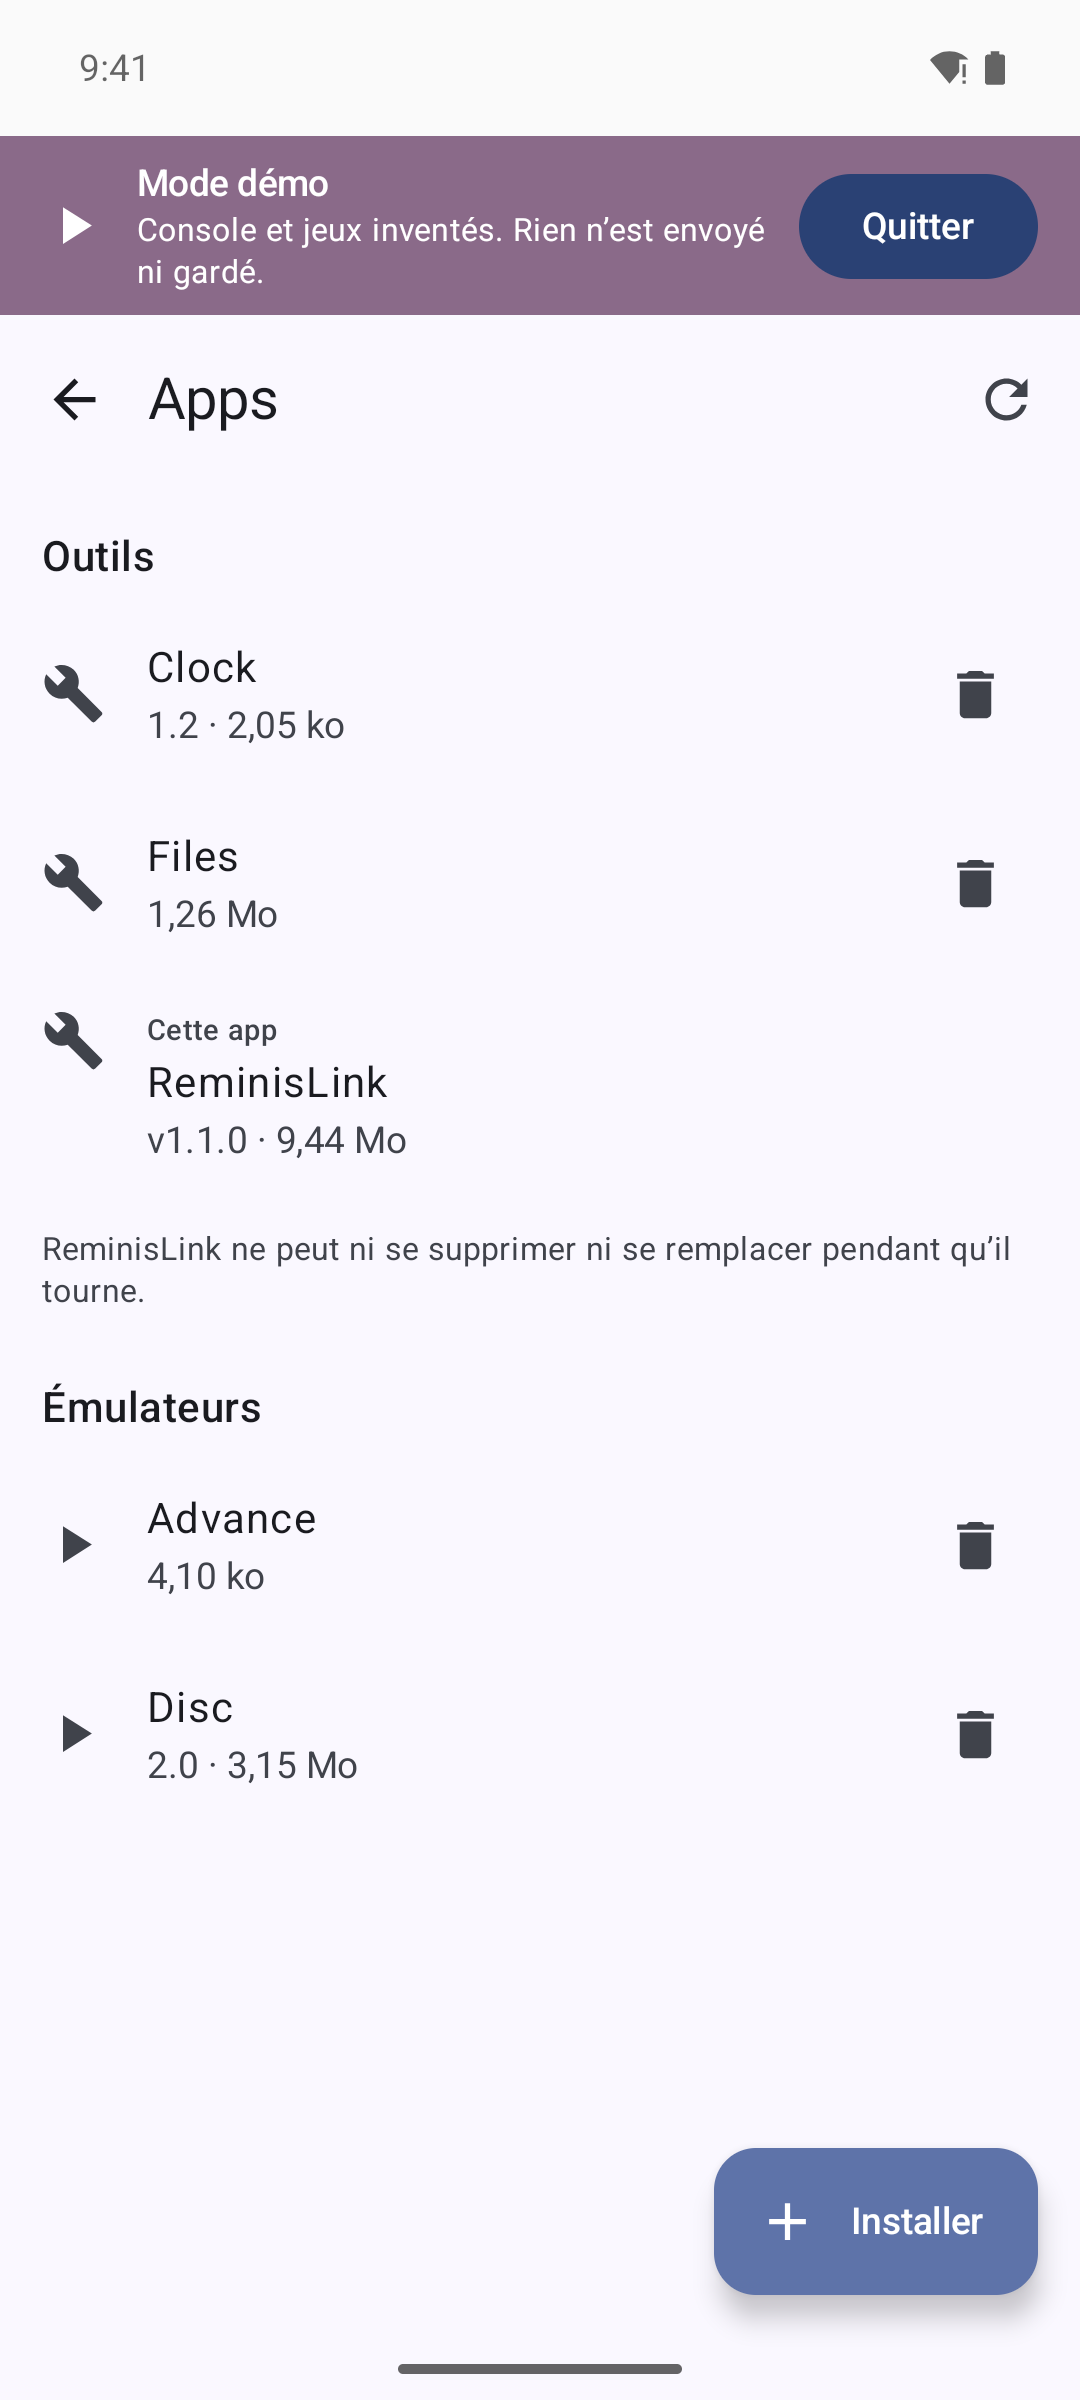 9:41
Mode démo
Console et jeux inventés. Rien n’est envoyé
ni gardé.
Quitter
Apps
Outils
Clock
1.2 · 2,05 ko
Files
1,26 Mo
Cette app
ReminisLink
v1.1.0 · 9,44 Mo
ReminisLink ne peut ni se supprimer ni se remplacer pendant qu’il
tourne.
Émulateurs
Advance
4,10 ko
Disc
2.0 · 3,15 Mo
Installer